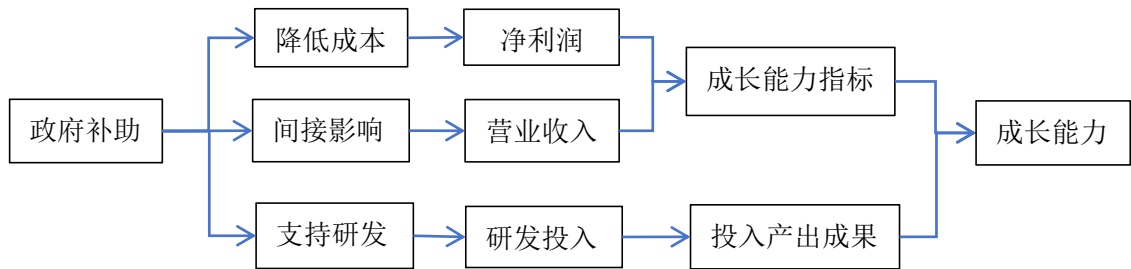 降低成本
净利润
成长能力指标
政府补助
间接影响
营业收入
成长能力
支持研发
研发投入
投入产出成果